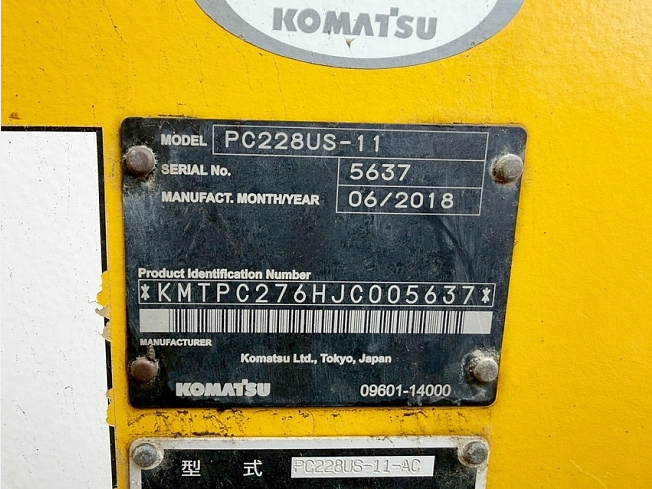 KOMATSU
MODEL PC228US-11
SERIAL No. 5637
MANUFACT. MONTH/YEAR 06/2018
Product Identification Number
*KMTPC276HJC005637*
MANUFACTURER
Komatsu Ltd., Tokyo, Japan
KOMATSU 09601-14000
型 式 PC228US-11-AC